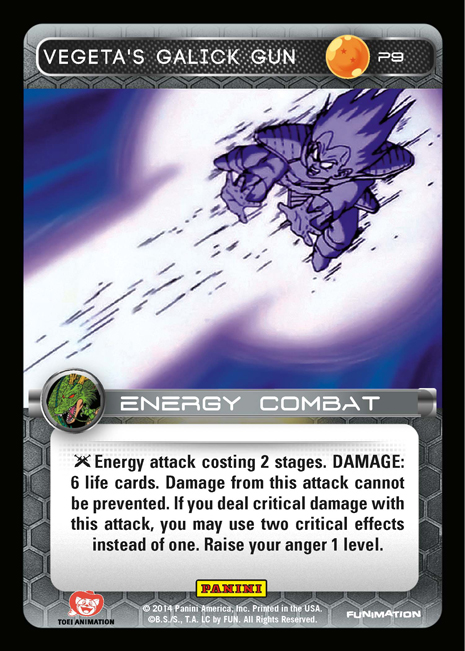 VEGETA'S GALICK GUN P9
ENERGY COMBAT
Energy attack costing 2 stages. DAMAGE:
6 life cards. Damage from this attack cannot
be prevented. If you deal critical damage with
this attack, you may use two critical effects
instead of one. Raise your anger 1 level.
PANINI
© 2014 Panini America, Inc. Printed in the USA.
©B.S./S., T.A. LC by FUN. All Rights Reserved.
TOEI ANIMATION
FUNIMATION